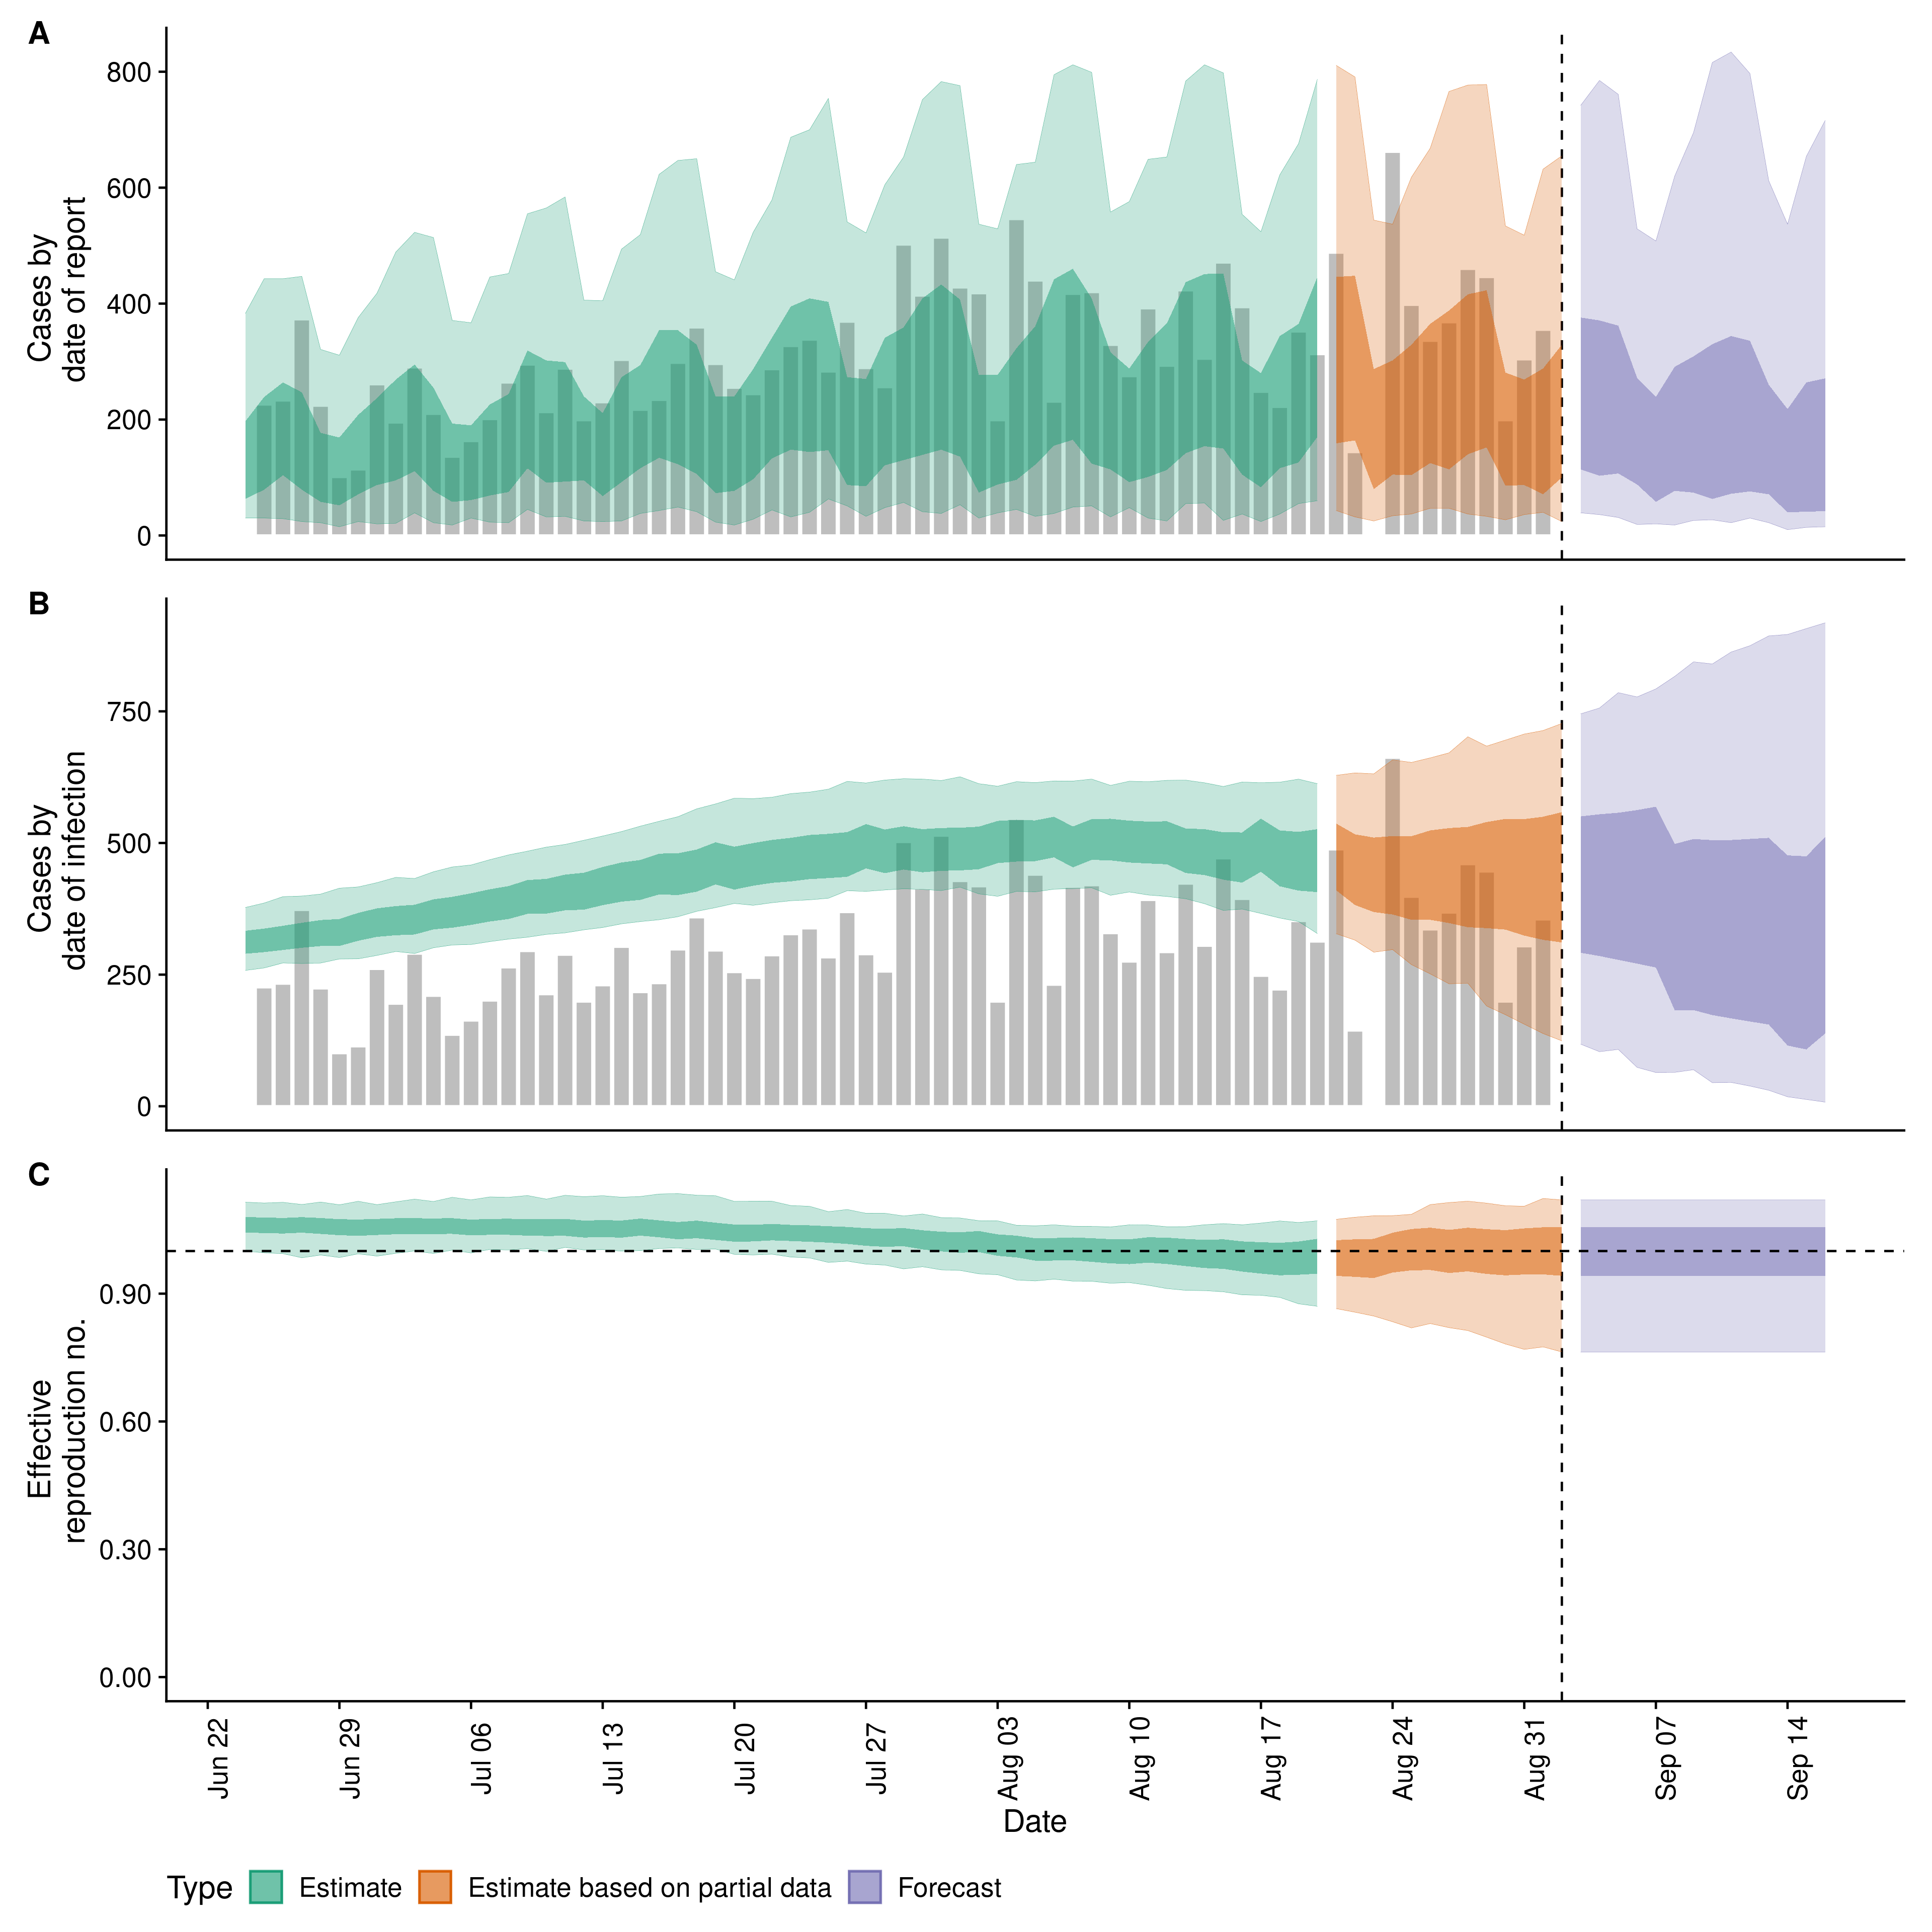 A
Cases by
date of report
800
600
400
200
0
B
Cases by
date of infection
750
500
250
0
C
Effective
reproduction no.
0.90
0.60
0.30
0.00
Jun 22
Jun 29
Jul 06
Jul 13
Jul 20
Jul 27
Aug 03
Aug 10
Aug 17
Aug 24
Aug 31
Sep 07
Sep 14
Date
Type Estimate Estimate based on partial data Forecast